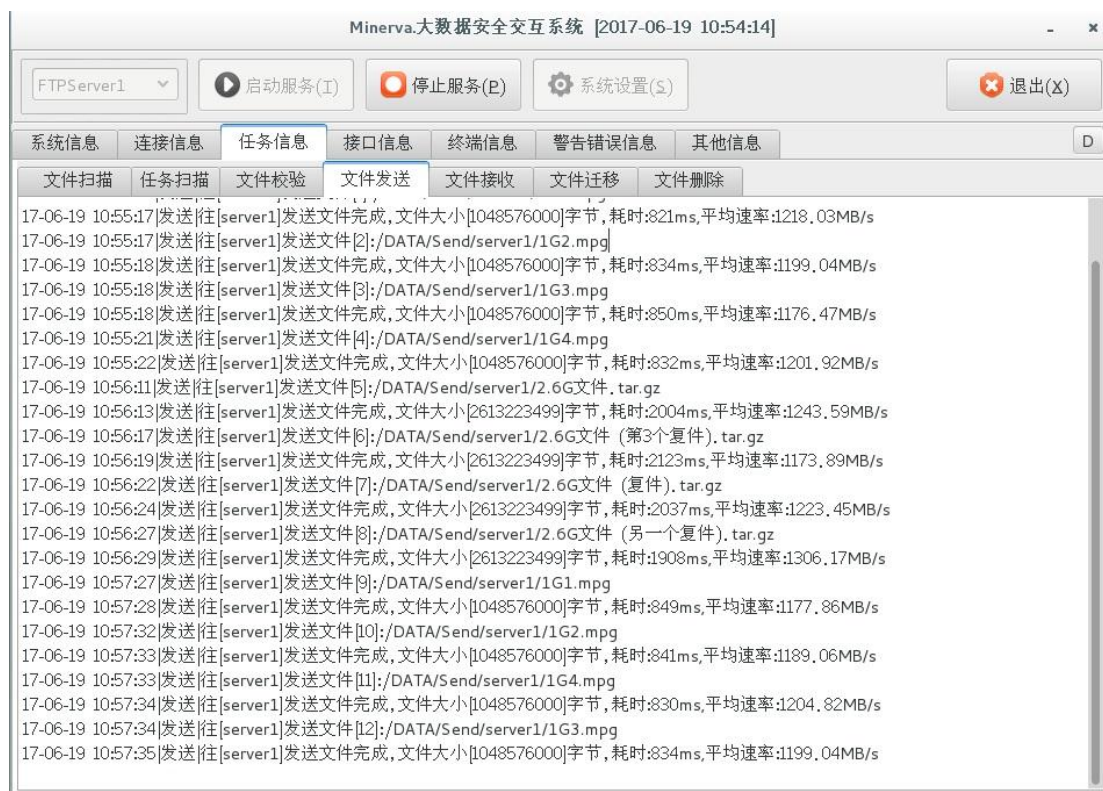 Minerva.大数据安全交互系统 [2017-06-19 10:54:14]
FTPServer1 启动服务(I) 停止服务(P) 系统设置(S) 退出(X)
系统信息 连接信息 任务信息 接口信息 终端信息 警告错误信息 其他信息 D
文件扫描 任务扫描 文件校验 文件发送 文件接收 文件迁移 文件删除
17-06-19 10:55:17|发送|往[server1]发送文件完成,文件大小[1048576000]字节,耗时:821ms,平均速率:1218.03MB/s
17-06-19 10:55:17|发送|往[server1]发送文件[2]:/DATA/Send/server1/1G2.mpg
17-06-19 10:55:18|发送|往[server1]发送文件完成,文件大小[1048576000]字节,耗时:834ms,平均速率:1199.04MB/s
17-06-19 10:55:18|发送|往[server1]发送文件[3]:/DATA/Send/server1/1G3.mpg
17-06-19 10:55:18|发送|往[server1]发送文件完成,文件大小[1048576000]字节,耗时:850ms,平均速率:1176.47MB/s
17-06-19 10:55:21|发送|往[server1]发送文件[4]:/DATA/Send/server1/1G4.mpg
17-06-19 10:55:22|发送|往[server1]发送文件完成,文件大小[1048576000]字节,耗时:832ms,平均速率:1201.92MB/s
17-06-19 10:56:11|发送|往[server1]发送文件[5]:/DATA/Send/server1/2.6G文件.tar.gz
17-06-19 10:56:13|发送|往[server1]发送文件完成,文件大小[2613223499]字节,耗时:2004ms,平均速率:1243.59MB/s
17-06-19 10:56:17|发送|往[server1]发送文件[6]:/DATA/Send/server1/2.6G文件 (第3个复件).tar.gz
17-06-19 10:56:19|发送|往[server1]发送文件完成,文件大小[2613223499]字节,耗时:2123ms,平均速率:1173.89MB/s
17-06-19 10:56:22|发送|往[server1]发送文件[7]:/DATA/Send/server1/2.6G文件 (复件).tar.gz
17-06-19 10:56:24|发送|往[server1]发送文件完成,文件大小[2613223499]字节,耗时:2037ms,平均速率:1223.45MB/s
17-06-19 10:56:27|发送|往[server1]发送文件[8]:/DATA/Send/server1/2.6G文件 (另一个复件).tar.gz
17-06-19 10:56:29|发送|往[server1]发送文件完成,文件大小[2613223499]字节,耗时:1908ms,平均速率:1306.17MB/s
17-06-19 10:57:27|发送|往[server1]发送文件[9]:/DATA/Send/server1/1G1.mpg
17-06-19 10:57:28|发送|往[server1]发送文件完成,文件大小[1048576000]字节,耗时:849ms,平均速率:1177.86MB/s
17-06-19 10:57:32|发送|往[server1]发送文件[10]:/DATA/Send/server1/1G2.mpg
17-06-19 10:57:33|发送|往[server1]发送文件完成,文件大小[1048576000]字节,耗时:841ms,平均速率:1189.06MB/s
17-06-19 10:57:33|发送|往[server1]发送文件[11]:/DATA/Send/server1/1G4.mpg
17-06-19 10:57:34|发送|往[server1]发送文件完成,文件大小[1048576000]字节,耗时:830ms,平均速率:1204.82MB/s
17-06-19 10:57:34|发送|往[server1]发送文件[12]:/DATA/Send/server1/1G3.mpg
17-06-19 10:57:35|发送|往[server1]发送文件完成,文件大小[1048576000]字节,耗时:834ms,平均速率:1199.04MB/s